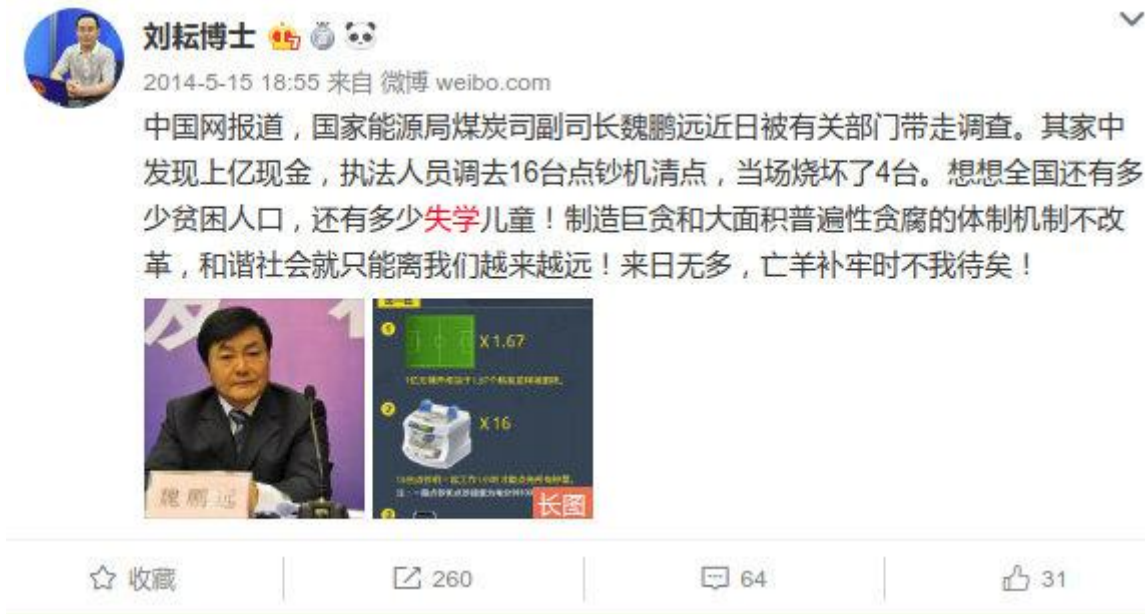 刘耘博士
2014-5-15 18:55 来自 微博 weibo.com
中国网报道，国家能源局煤炭司副司长魏鹏远近日被有关部门带走调查。其家中
发现上亿现金，执法人员调去16台点钞机清点，当场烧坏了4台。想想全国还有多
少贫困人口，还有多少失学儿童！制造巨贪和大面积普遍性贪腐的体制机制不改
革，和谐社会就只能离我们越来越远！来日无多，亡羊补牢时不我待矣！
魏鹏远
1
X 1.67
2
X 16
3
长图
收藏
260
64
31